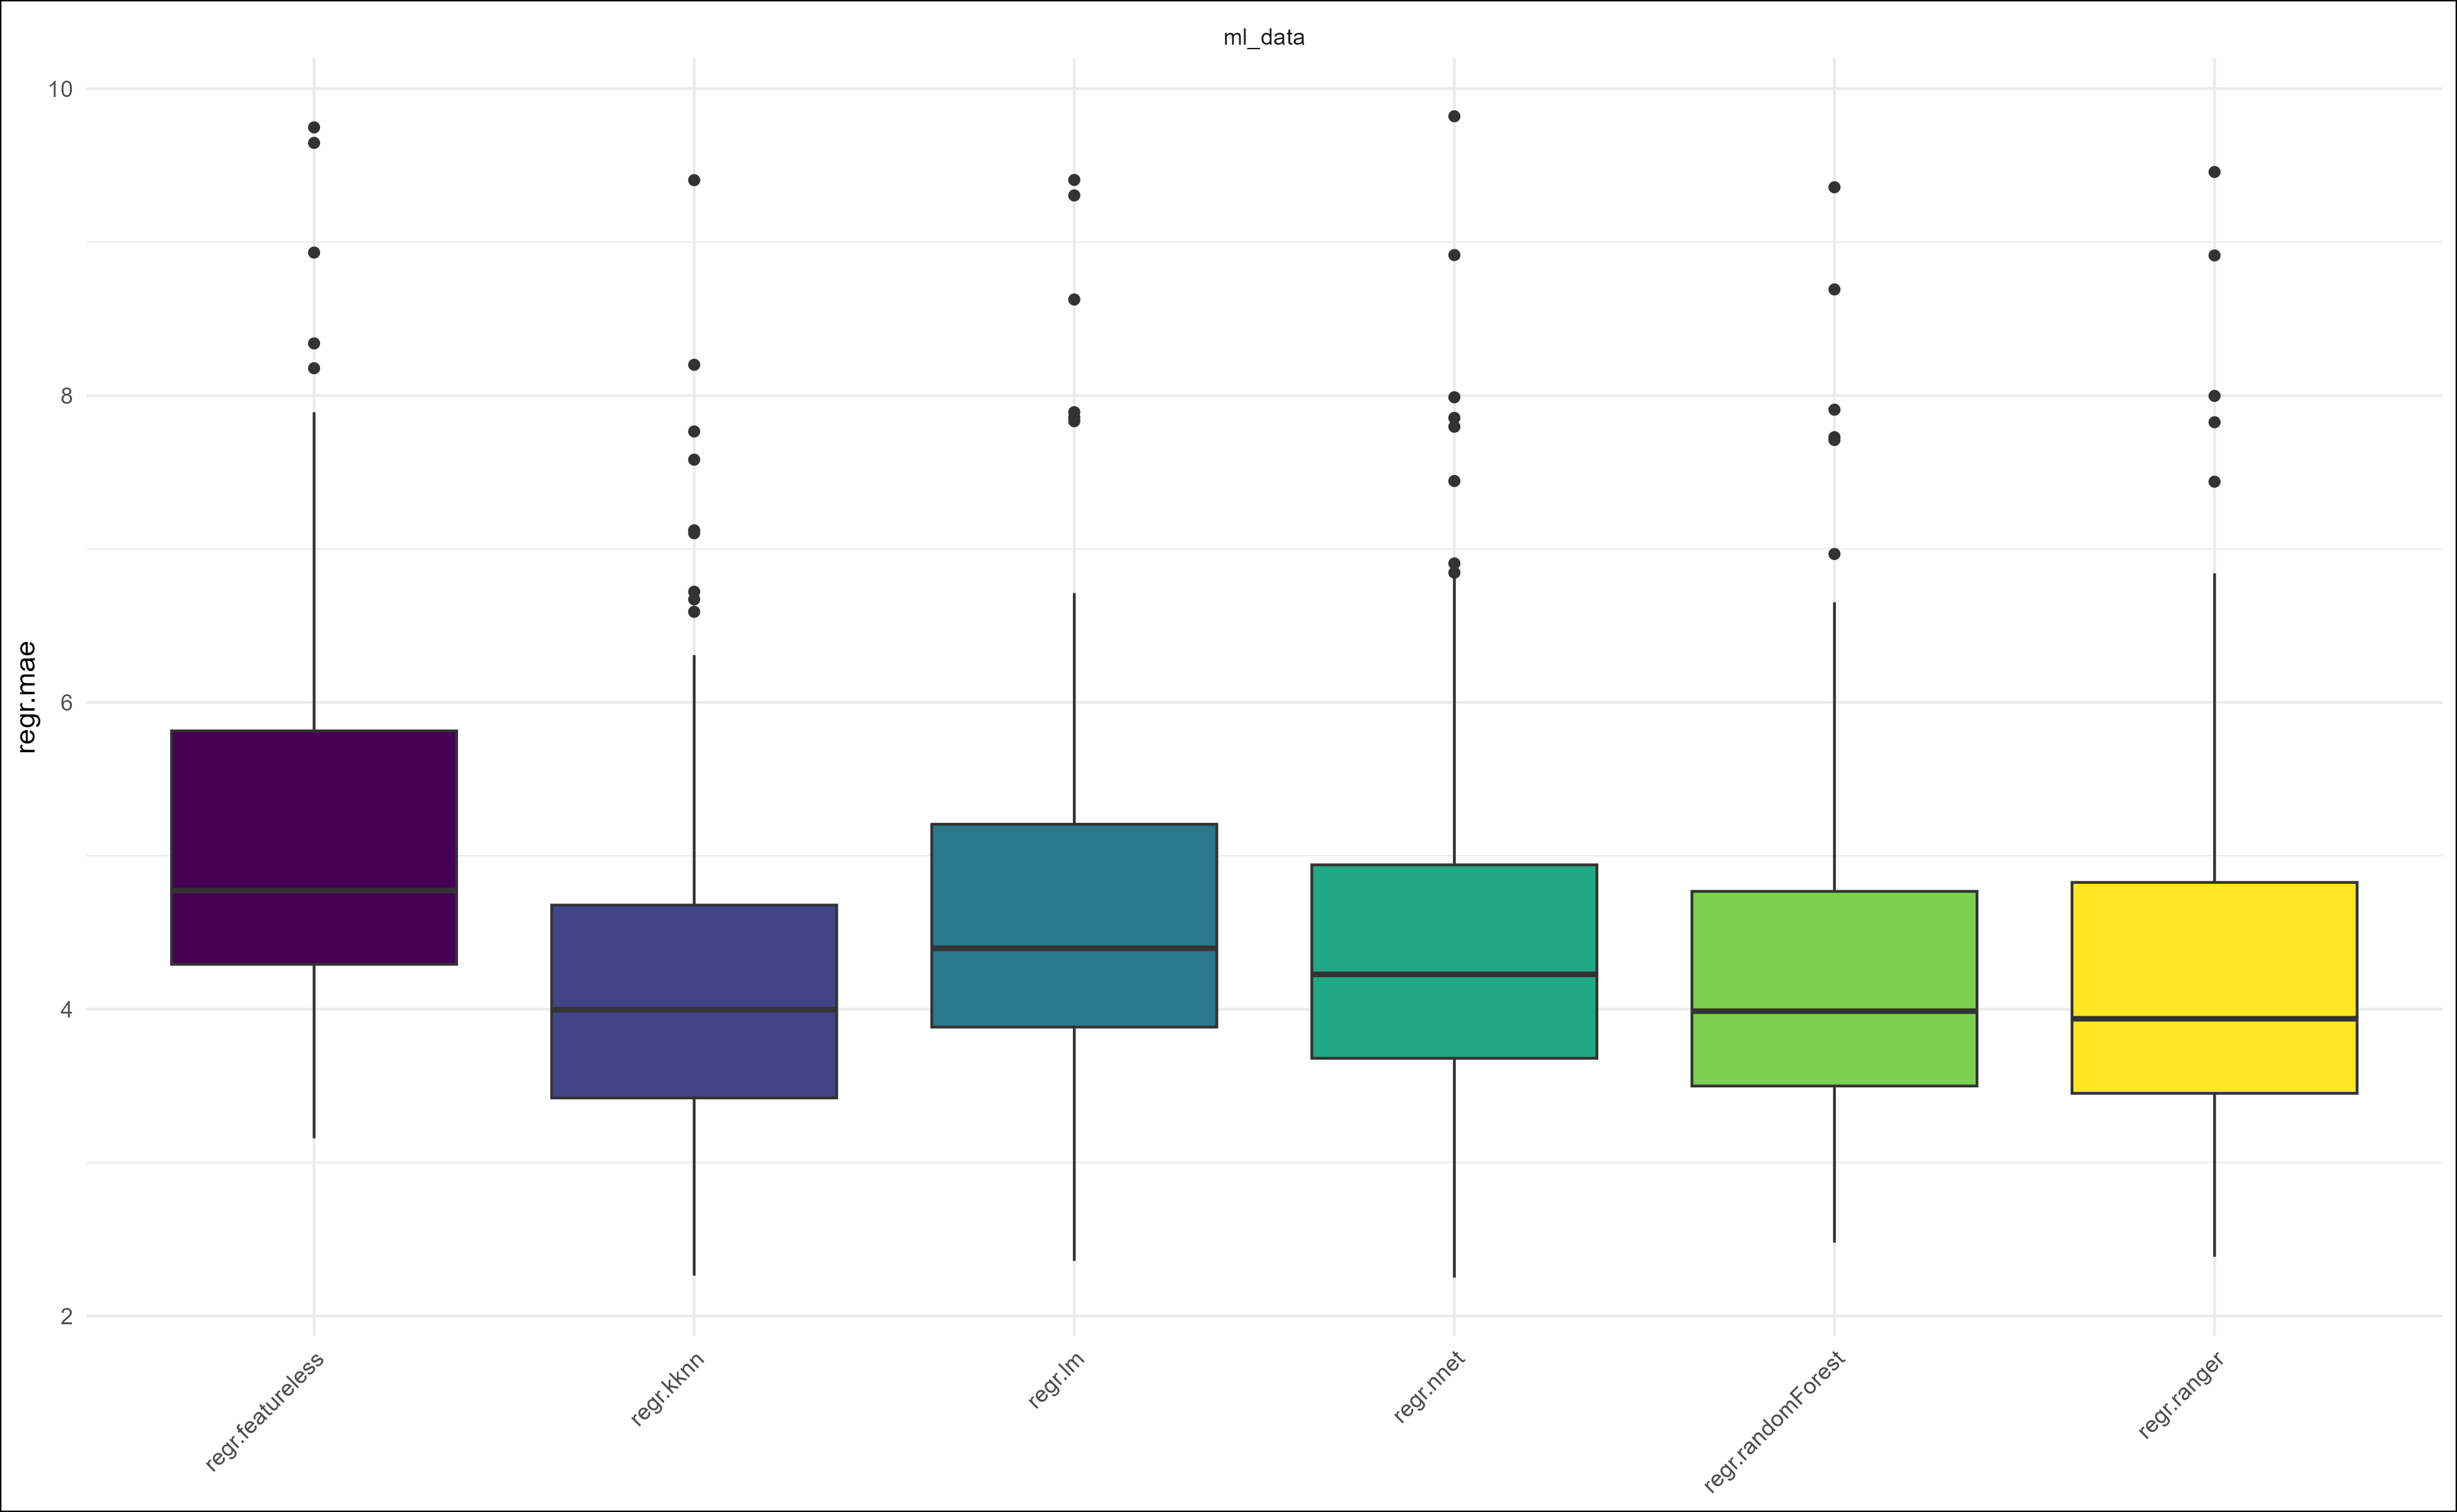 ml_data
10
8
6
4
2
regr.mae
regr.featureless
regr.kknn
regr.lm
regr.nnet
regr.randomForest
regr.ranger